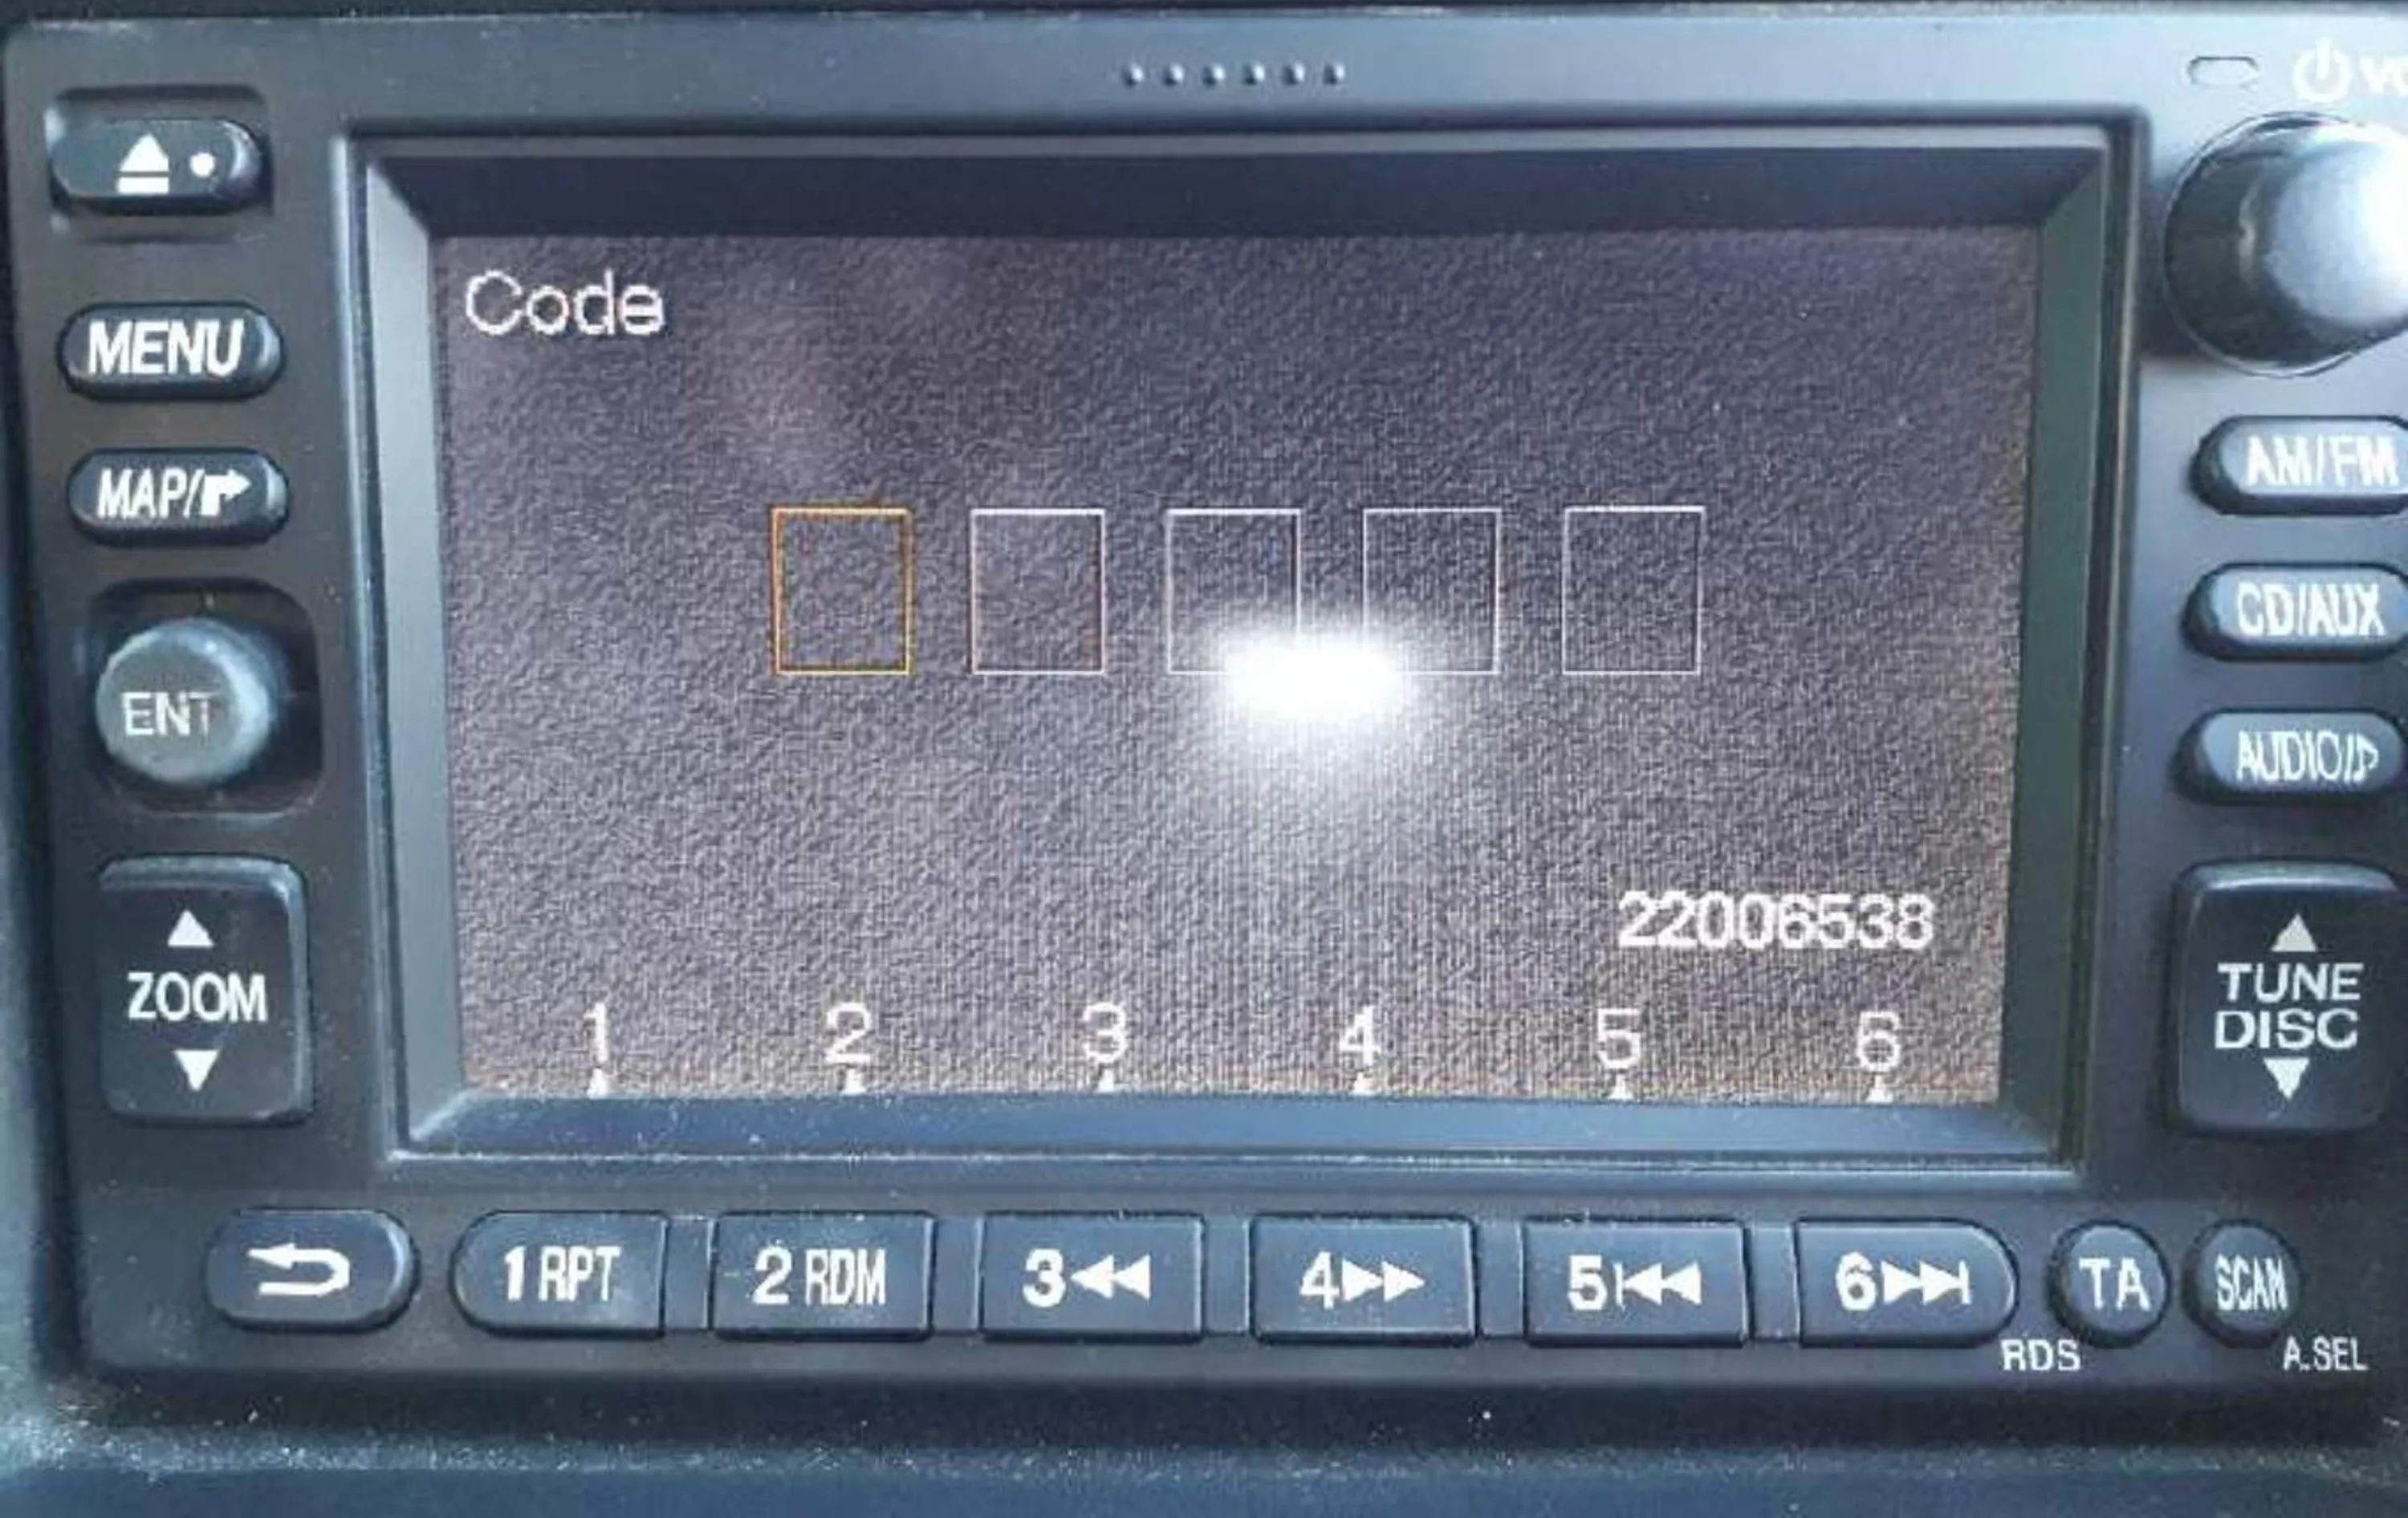 Code
MENU
MAP/
AM/FM
CD/AUX
ENT
AUDIO/♪
22006538
ZOOM
TUNE
DISC
1 2 3 4 5 6
1 RPT
2 RDM
3
4
5
6
TA
SCAN
RDS
A.SEL